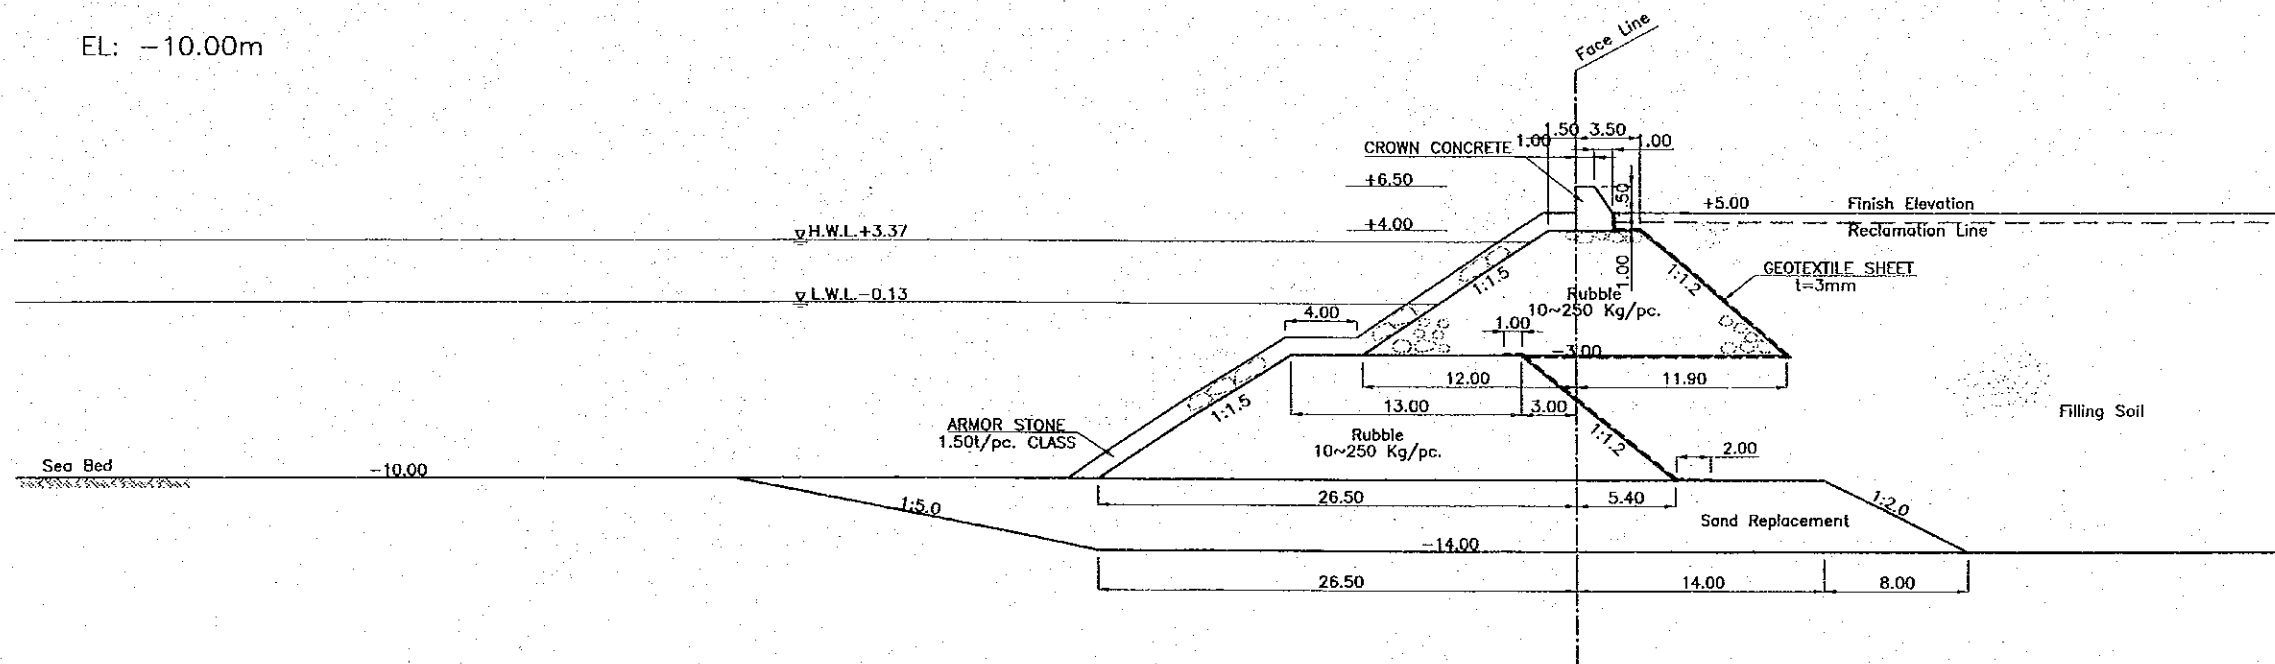 EL: -10.00m
Face Line
1.50 3.50
1.00 1.00
CROWN CONCRETE
+6.50
.50
+5.00 Finish Elevation
+4.00
H.W.L.+3.37
Reclamation Line
1.00
1:1.5
1:1.2
GEOTEXTILE SHEET
t=3mm
L.W.L.-0.13
Rubble
10~250 Kg/pc.
4.00
1.00
-3.00
12.00 11.90
13.00 3.00
1:1.5
ARMOR STONE
1.50t/pc. CLASS
Rubble
10~250 Kg/pc.
1:1.2
Filling Soil
2.00
Sea Bed
-10.00
26.50 5.40
1:5.0
1:2.0
Sand Replacement
-14.00
26.50 14.00 8.00